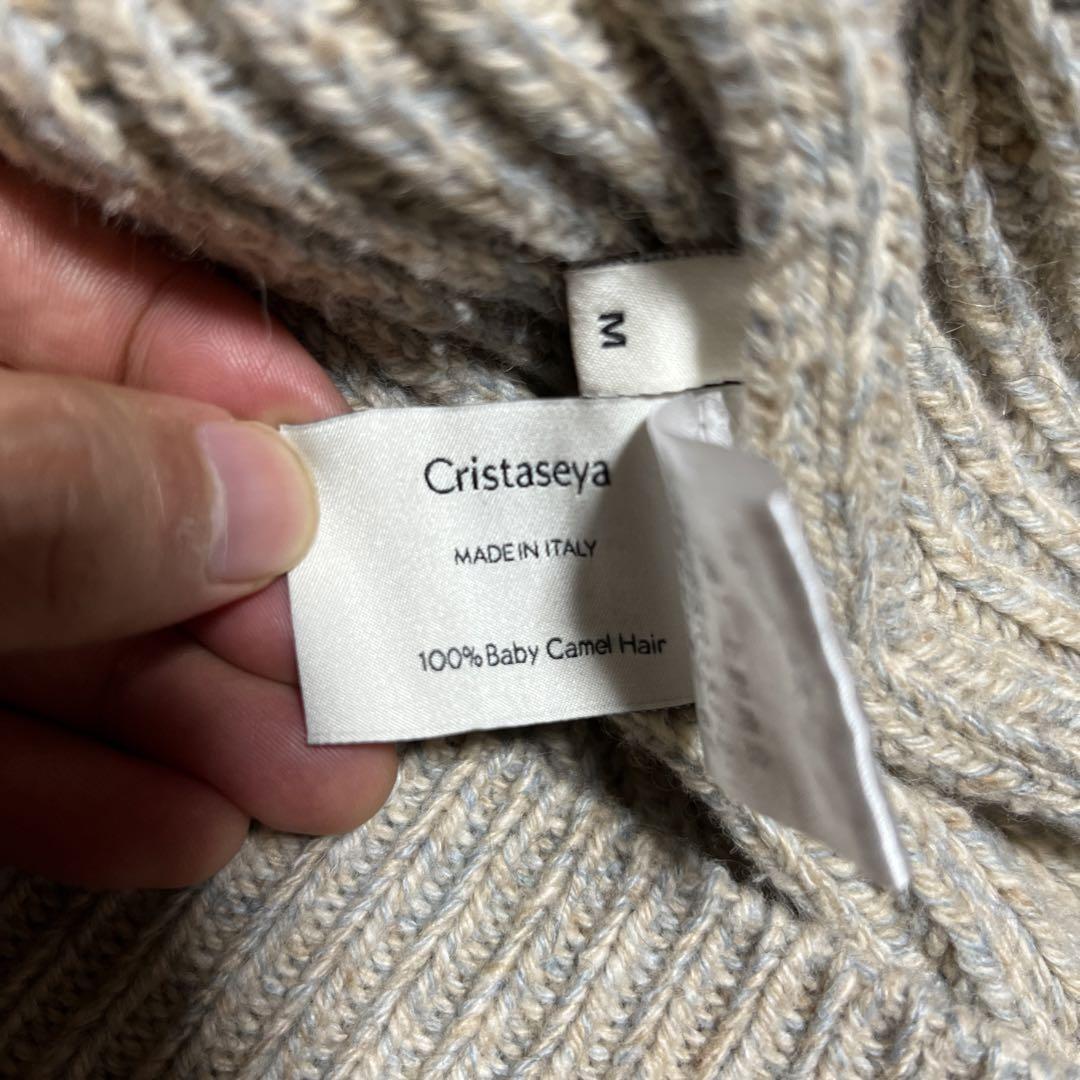 M
Cristaseya
MADE IN ITALY
100% Baby Camel Hair